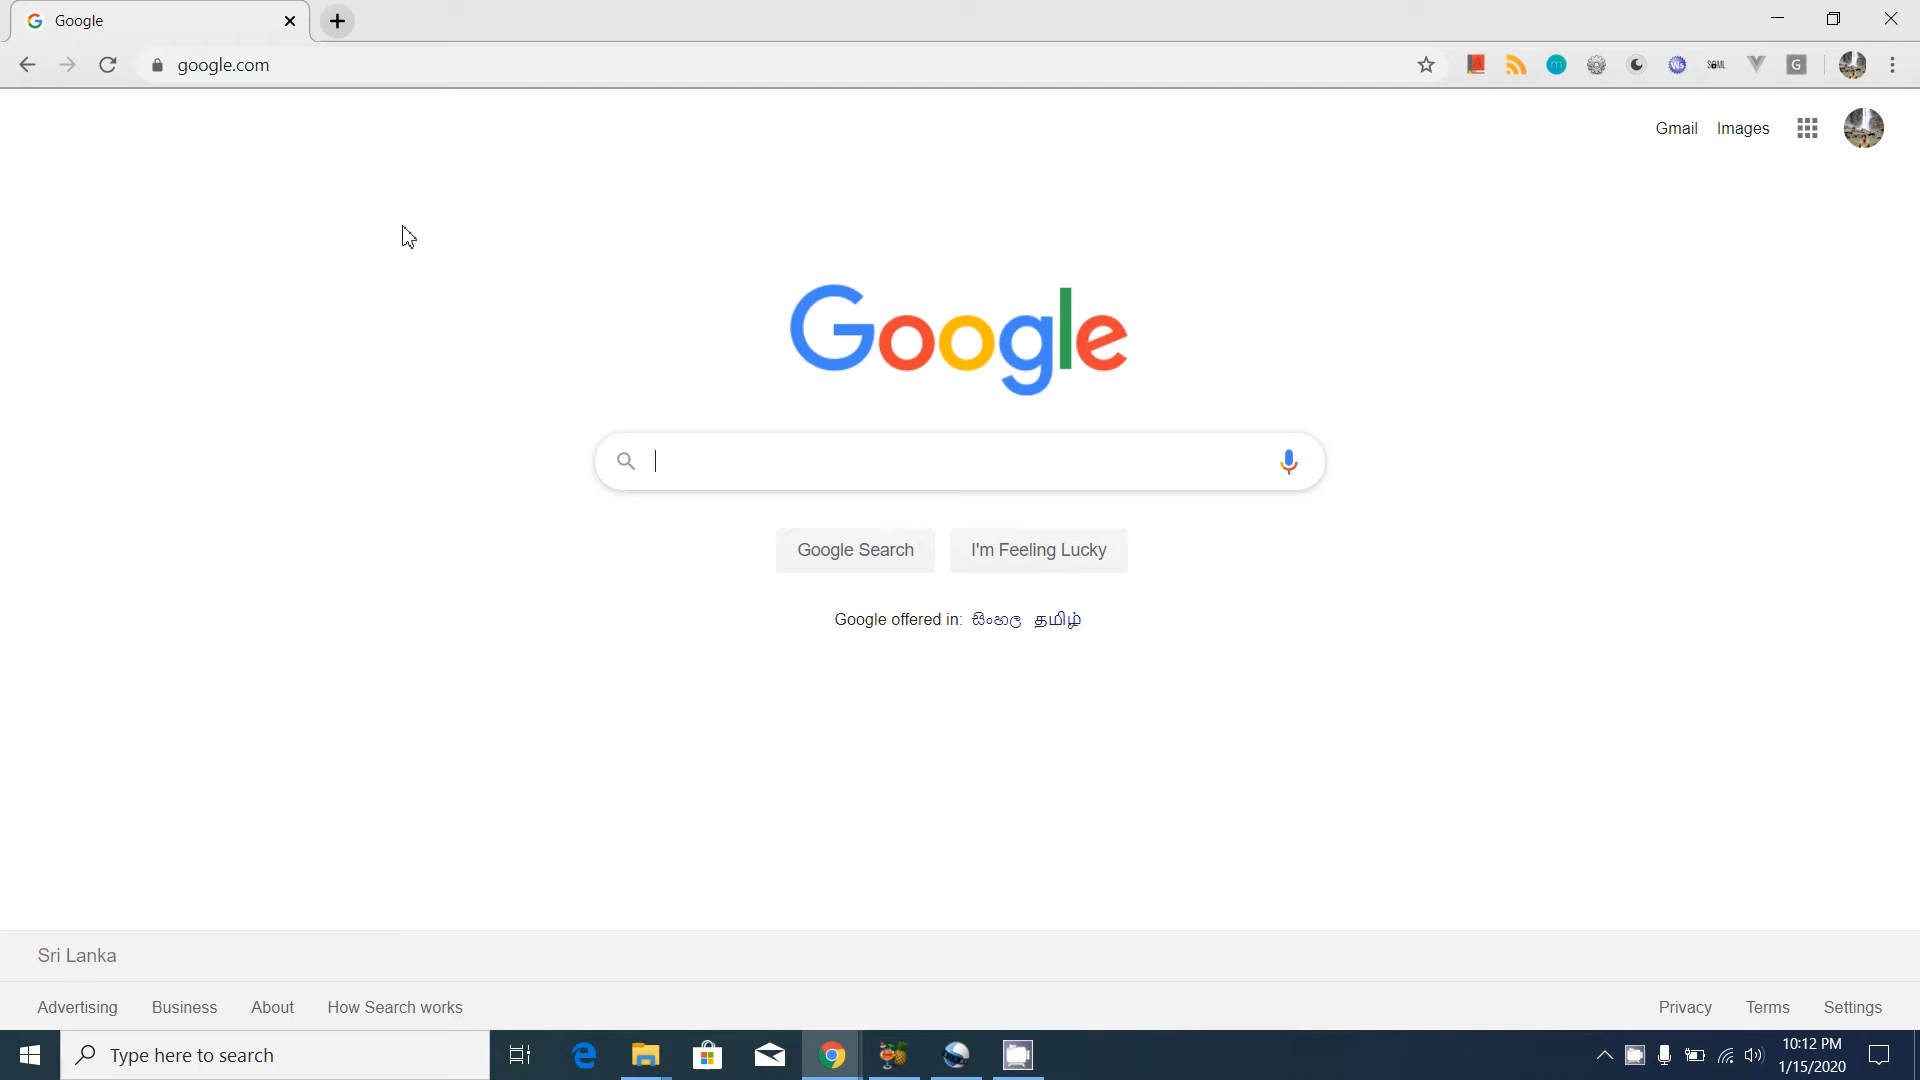 Google
google.com
Gmail Images
Google
Google Search I'm Feeling Lucky
Google offered in: සිංහල தமிழ்
Sri Lanka
Advertising Business About How Search works Privacy Terms Settings
Type here to search
10:12 PM
1/15/2020